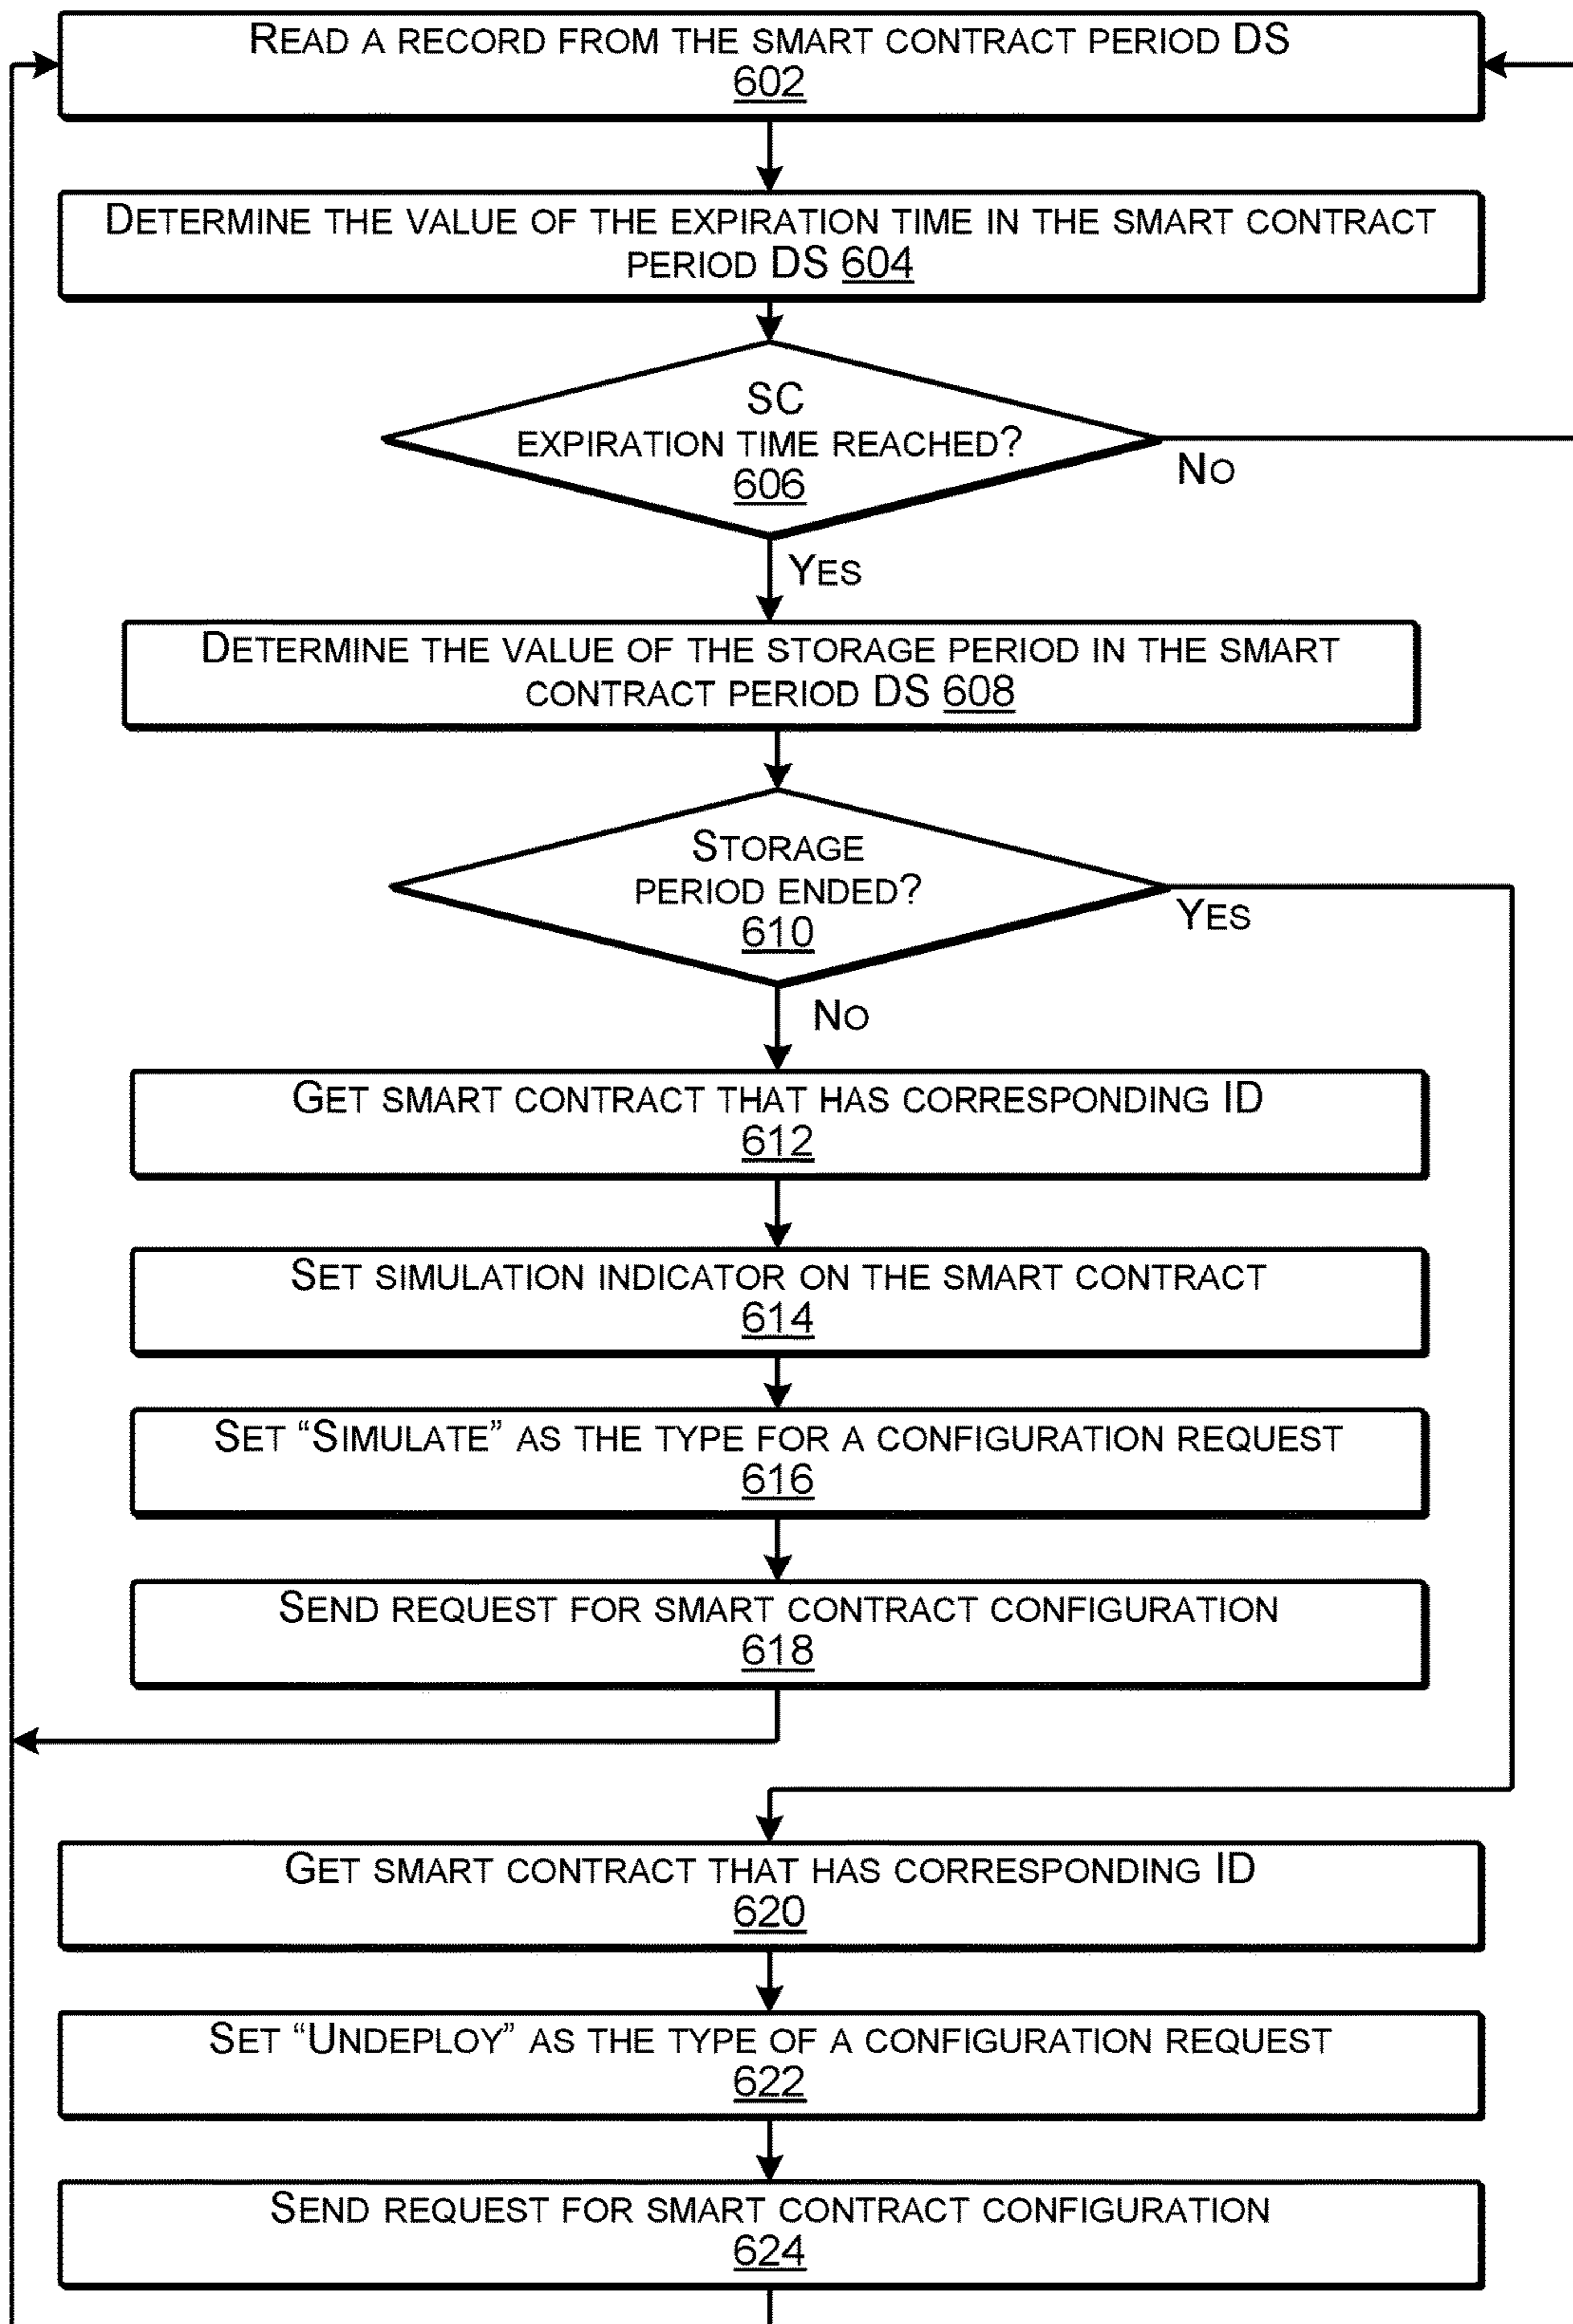 READ A RECORD FROM THE SMART CONTRACT PERIOD DS
602
DETERMINE THE VALUE OF THE EXPIRATION TIME IN THE SMART CONTRACT
PERIOD DS 604
SC
EXPIRATION TIME REACHED?
606
NO
YES
DETERMINE THE VALUE OF THE STORAGE PERIOD IN THE SMART
CONTRACT PERIOD DS 608
STORAGE
PERIOD ENDED?
610
YES
NO
GET SMART CONTRACT THAT HAS CORRESPONDING ID
612
SET SIMULATION INDICATOR ON THE SMART CONTRACT
614
SET “SIMULATE” AS THE TYPE FOR A CONFIGURATION REQUEST
616
SEND REQUEST FOR SMART CONTRACT CONFIGURATION
618
GET SMART CONTRACT THAT HAS CORRESPONDING ID
620
SET “UNDEPLOY” AS THE TYPE OF A CONFIGURATION REQUEST
622
SEND REQUEST FOR SMART CONTRACT CONFIGURATION
624